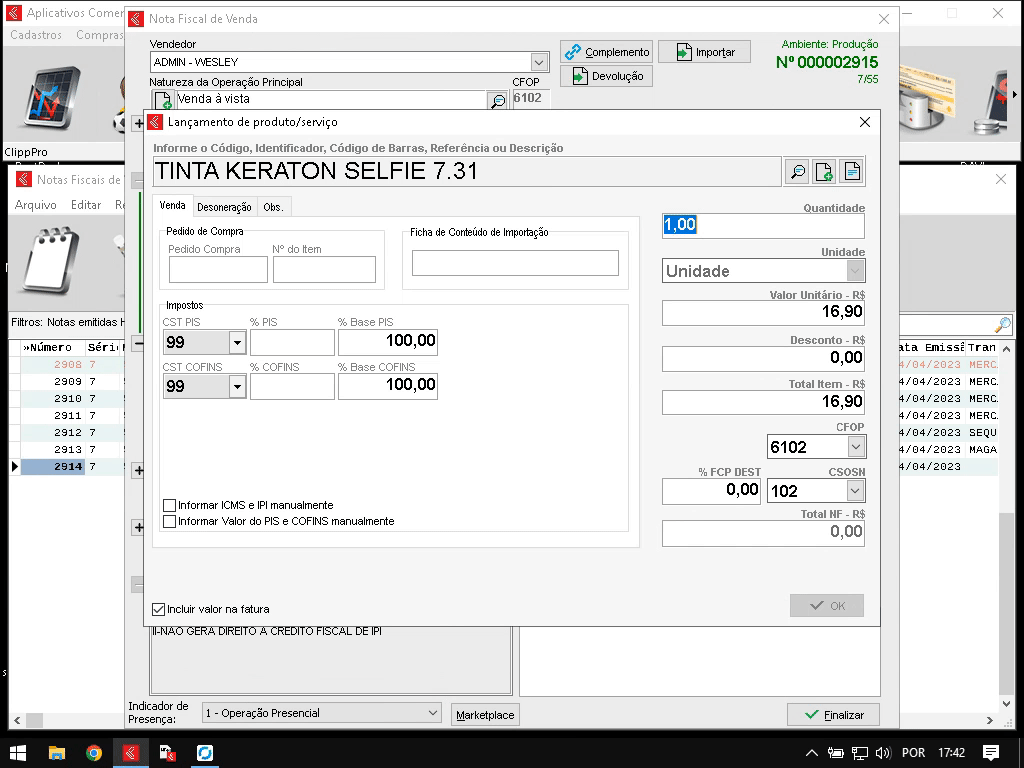 Aplicativos Comer
Cadastros Compras
ClippPro
Nota Fiscal de Venda
Vendedor
ADMIN - WESLEY
Complemento
Importar
Devolução
Ambiente: Produção
Nº 000002915
7/55
Natureza da Operação Principal
CFOP
Venda à vista
6102
Lançamento de produto/serviço
Informe o Código, Identificador, Código de Barras, Referência ou Descrição
TINTA KERATON SELFIE 7.31
Venda
Desoneração
Obs.
Pedido de Compra
Pedido Compra
Nº do Item
Ficha de Conteúdo de Importação
Impostos
CST PIS
% PIS
% Base PIS
99
100,00
CST COFINS
% COFINS
% Base COFINS
99
100,00
Informar ICMS e IPI manualmente
Informar Valor do PIS e COFINS manualmente
Quantidade
1,00
Unidade
Unidade
Valor Unitário - R$
16,90
Desconto - R$
0,00
Total Item - R$
16,90
CFOP
6102
% FCP DEST
CSOSN
0,00
102
Total NF - R$
0,00
Incluir valor na fatura
OK
II-NAO GERA DIREITO A CREDITO FISCAL DE IPI
Indicador de
Presença:
1 - Operação Presencial
Marketplace
Finalizar
Notas Fiscais de
Arquivo Editar Re
Filtros: Notas emitidas H
»Número Séri
ata Emissã Tran
2908 7
4/04/2023 MERC
2909 7
4/04/2023 MERC
2910 7
4/04/2023 MERC
2911 7
4/04/2023 MERC
2912 7
4/04/2023 SEQU
2913 7
4/04/2023 MAGA
2914 7
4/04/2023
POR
17:42